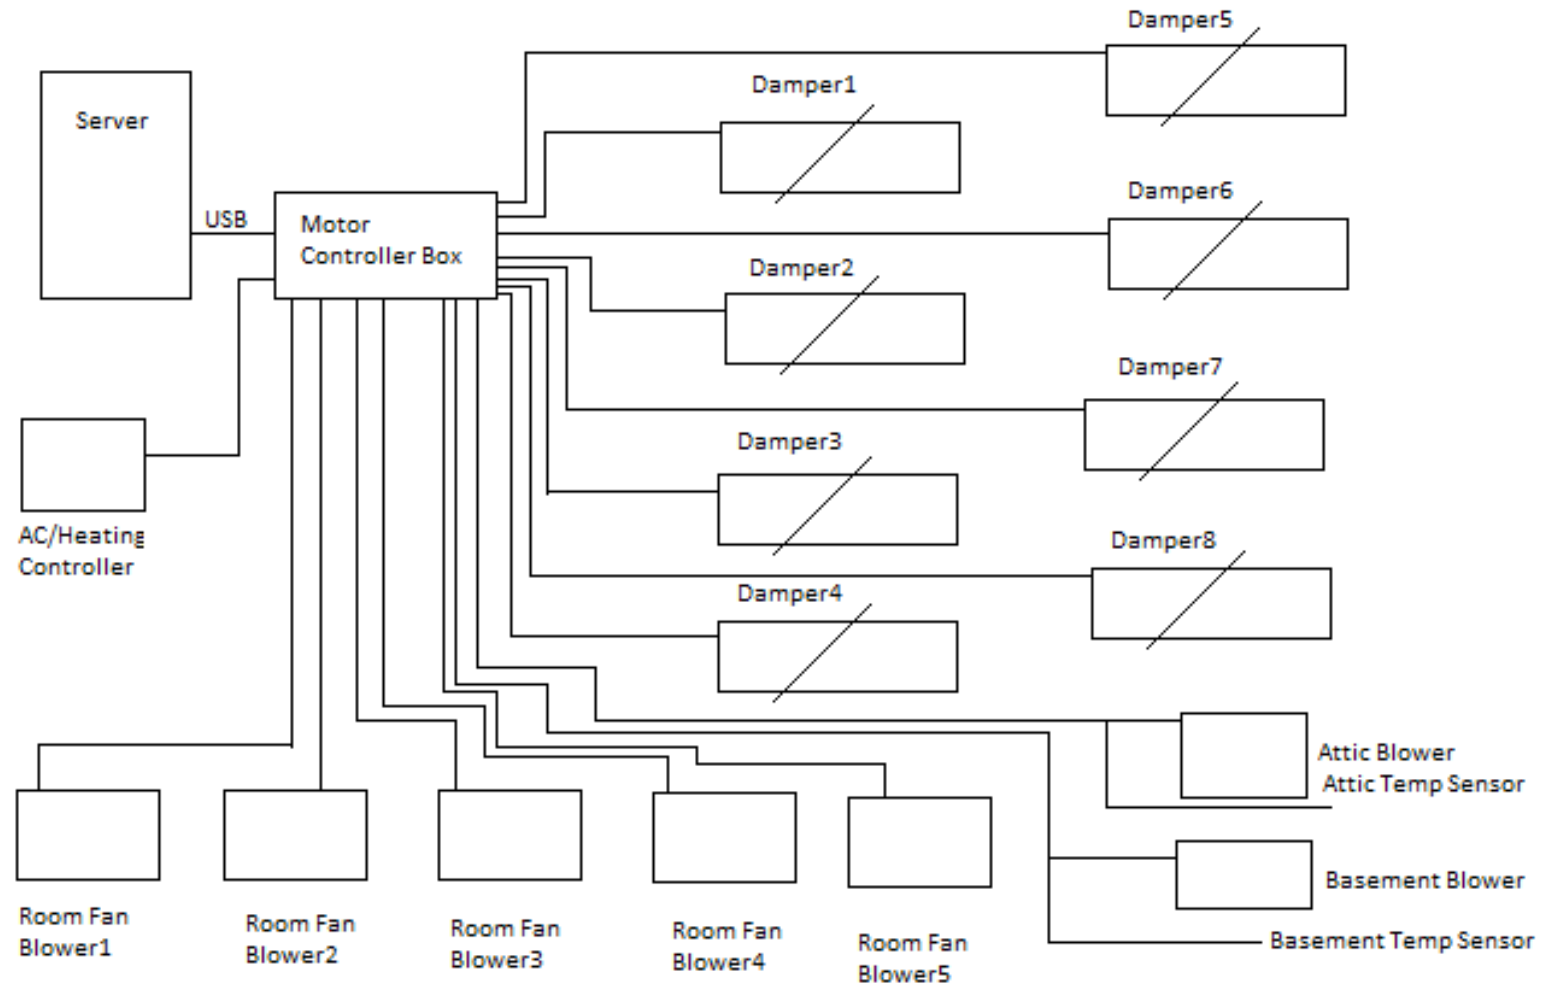 Damper5
Damper1
Server
Damper6
USB
Motor
Controller Box
Damper2
Damper7
Damper3
AC/Heating
Controller
Damper8
Damper4
Attic Blower
Attic Temp Sensor
Basement Blower
Basement Temp Sensor
Room Fan
Blower1
Room Fan
Blower2
Room Fan
Blower3
Room Fan
Blower4
Room Fan
Blower5